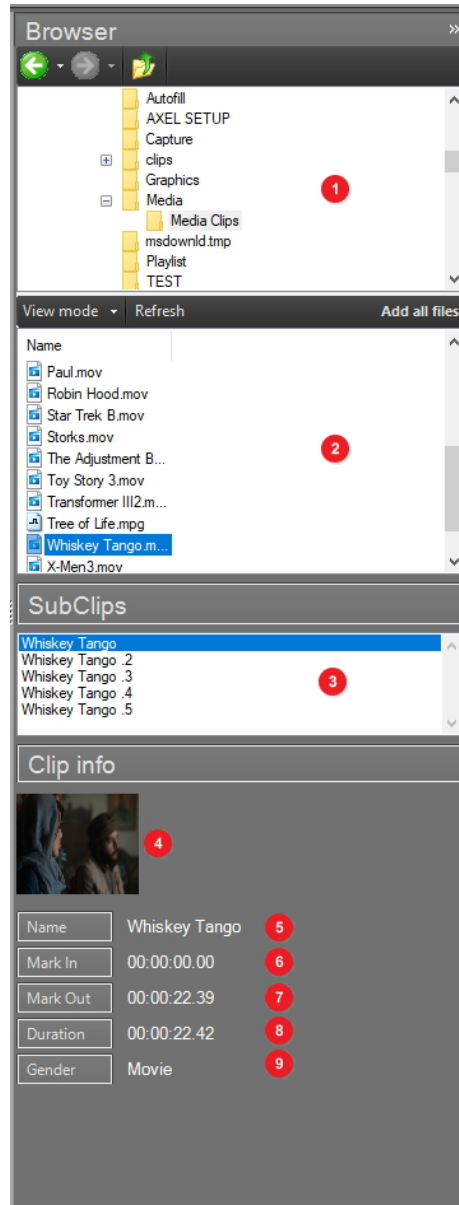 Browser »
Autofill
AXEL SETUP
Capture
clips
Graphics
1
Media
Media Clips
msdownld.tmp
Playlist
TEST
View mode Refresh Add all files
Name
Paul.mov
Robin Hood.mov
Star Trek B.mov
Storks.mov
2
The Adjustment B...
Toy Story 3.mov
Transformer III2.m...
Tree of Life.mpg
Whiskey Tango.m...
X-Men3.mov
SubClips
Whiskey Tango
Whiskey Tango .2
Whiskey Tango .3
3
Whiskey Tango .4
Whiskey Tango .5
Clip info
4
Name Whiskey Tango 5
Mark In 00:00:00.00 6
Mark Out 00:00:22.39 7
Duration 00:00:22.42 8
Gender Movie 9